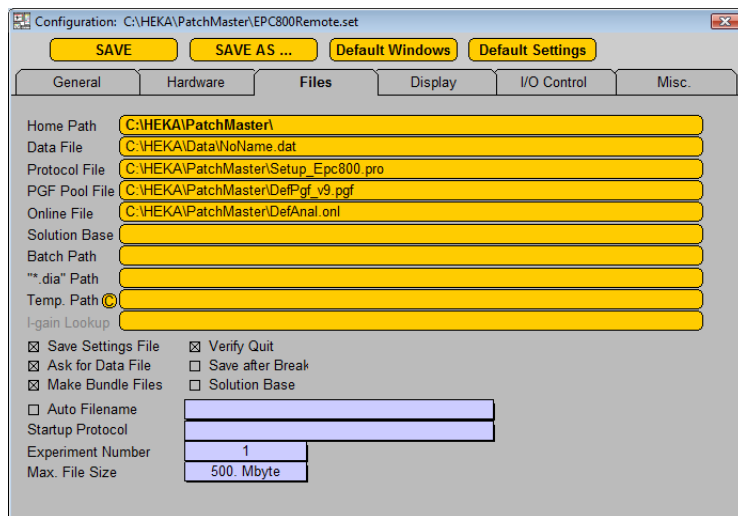 Configuration: C:\HEKA\PatchMaster\EPC800Remote.set
SAVE SAVE AS ... Default Windows Default Settings
General Hardware Files Display I/O Control Misc.
Home Path C:\HEKA\PatchMaster\
Data File C:\HEKA\Data\NoName.dat
Protocol File C:\HEKA\PatchMaster\Setup_Epc800.pro
PGF Pool File C:\HEKA\PatchMaster\DefPgf_v9.pgf
Online File C:\HEKA\PatchMaster\DefAnal.onl
Solution Base
Batch Path
"*.dia" Path
Temp. Path C
I-gain Lookup
Save Settings File Verify Quit
Ask for Data File Save after Break
Make Bundle Files Solution Base
Auto Filename
Startup Protocol
Experiment Number 1
Max. File Size 500. Mbyte